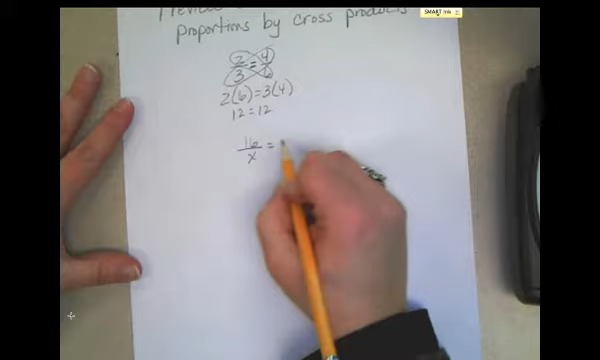 proportions by cross products
2/3 = 4/6
2(6)=3(4)
12=12
16/x =
SMART Ink